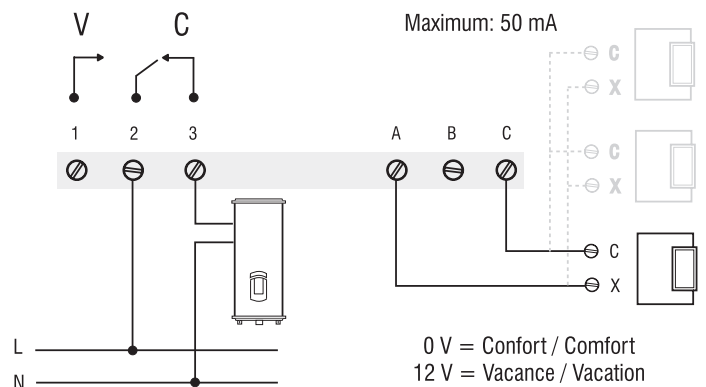 V C Maximum: 50 mA
C
X
1 2 3 A B C
C
X
C
X
L
0 V = Confort / Comfort
N
12 V = Vacance / Vacation